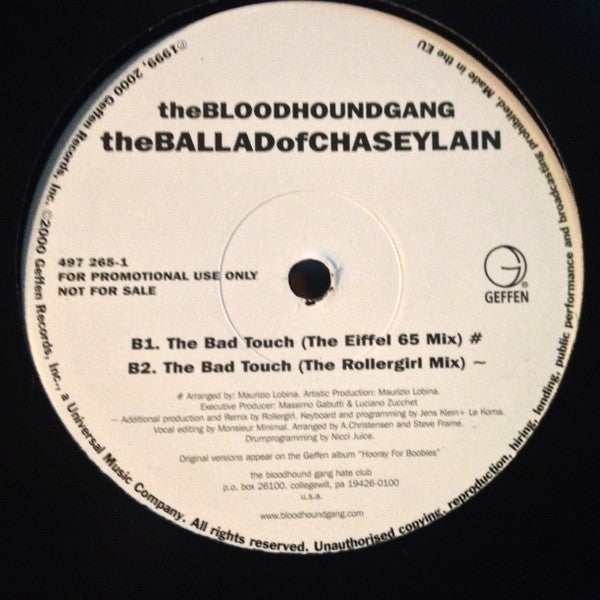 theBLOODHOUNDGANG
theBALLADofCHASEYLAIN
497 265-1
FOR PROMOTIONAL USE ONLY
NOT FOR SALE
GEFFEN
®
B1. The Bad Touch (The Eiffel 65 Mix) #
B2. The Bad Touch (The Rollergirl Mix) ~
# Arranged by: Maurizio Lobina. Artistic Production: Maurizio Lobina.
Executive Producer: Massimo Gabutti & Luciano Zucchet
~ Additional production and Remix by Rollergirl. Keyboard and programming by Jens Klein+ Le Koma.
Vocal editing by Monsieur Minimal. Arranged by A.Christensen and Steve Frame.
Drumprogramming by Nicci Juice.
Original versions appear on the Geffen album "Hooray For Boobies"
the bloodhound gang hate club
p.o. box 26100. collegewill, pa 19426-0100
u.s.a.
www.bloodhoundgang.com
℗1999, 2000 Geffen Records, Inc. ©2000 Geffen Records, Inc., a Universal Music Company. All rights reserved. Unauthorised copying, reproduction, hiring, lending, public performance and broadcasting prohibited. Made in the EU